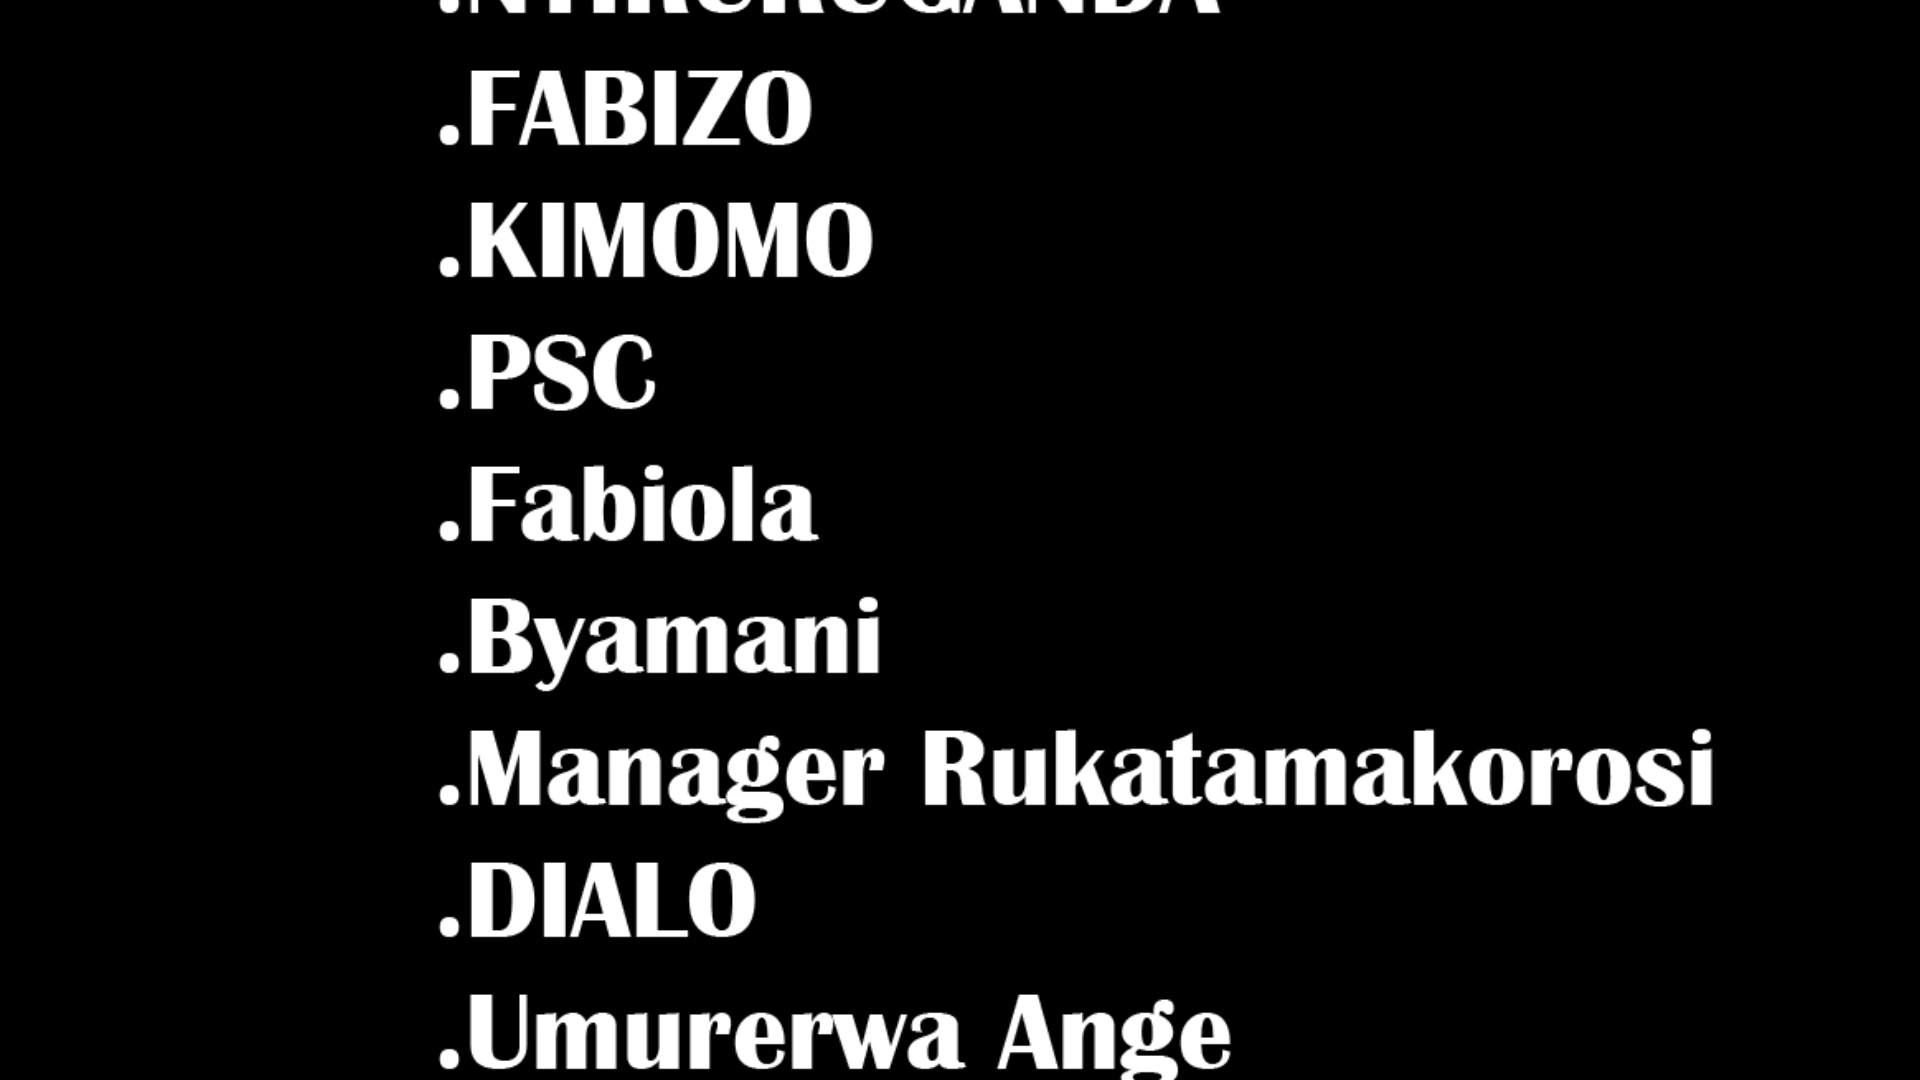 .FABIZO
.KIMOMO
.PSC
.Fabiola
.Byamani
.Manager Rukatamakorosi
.DIALO
.Umurerwa Ange